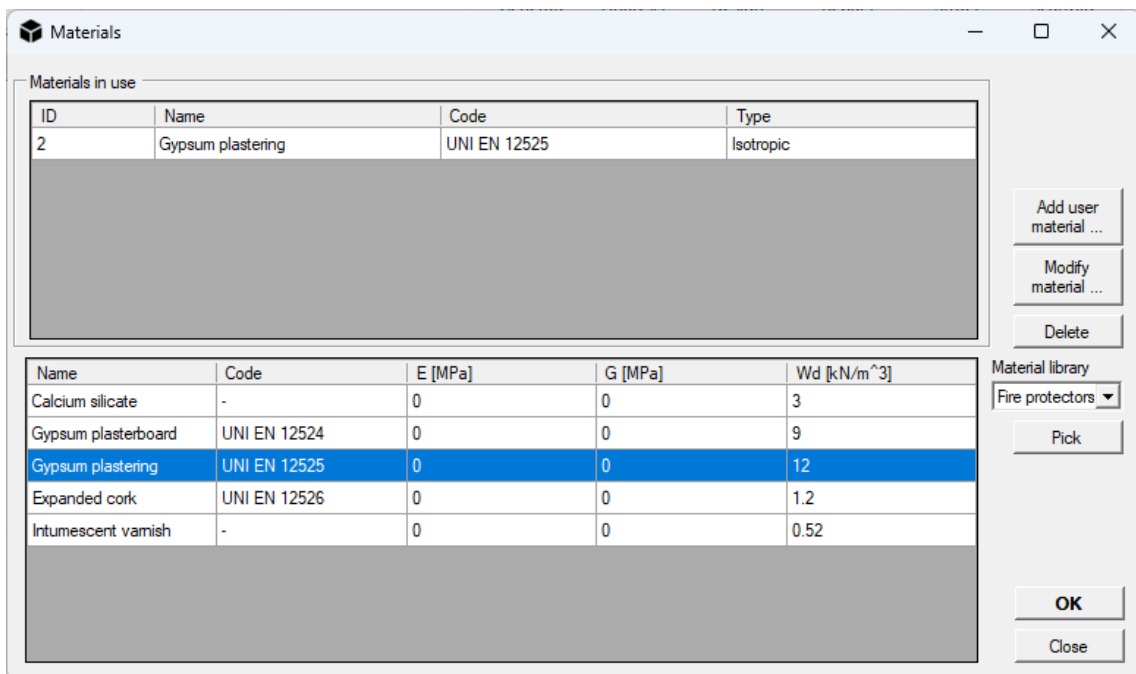 Materials
Materials in use
ID Name Code Type
2 Gypsum plastering UNI EN 12525 Isotropic
Add user
material ...
Modify
material ...
Delete
Name Code E [MPa] G [MPa] Wd [kN/m^3]
Calcium silicate - 0 0 3
Gypsum plasterboard UNI EN 12524 0 0 9
Gypsum plastering UNI EN 12525 0 0 12
Expanded cork UNI EN 12526 0 0 1.2
Intumescent varnish - 0 0 0.52
Material library
Fire protectors
Pick
OK
Close